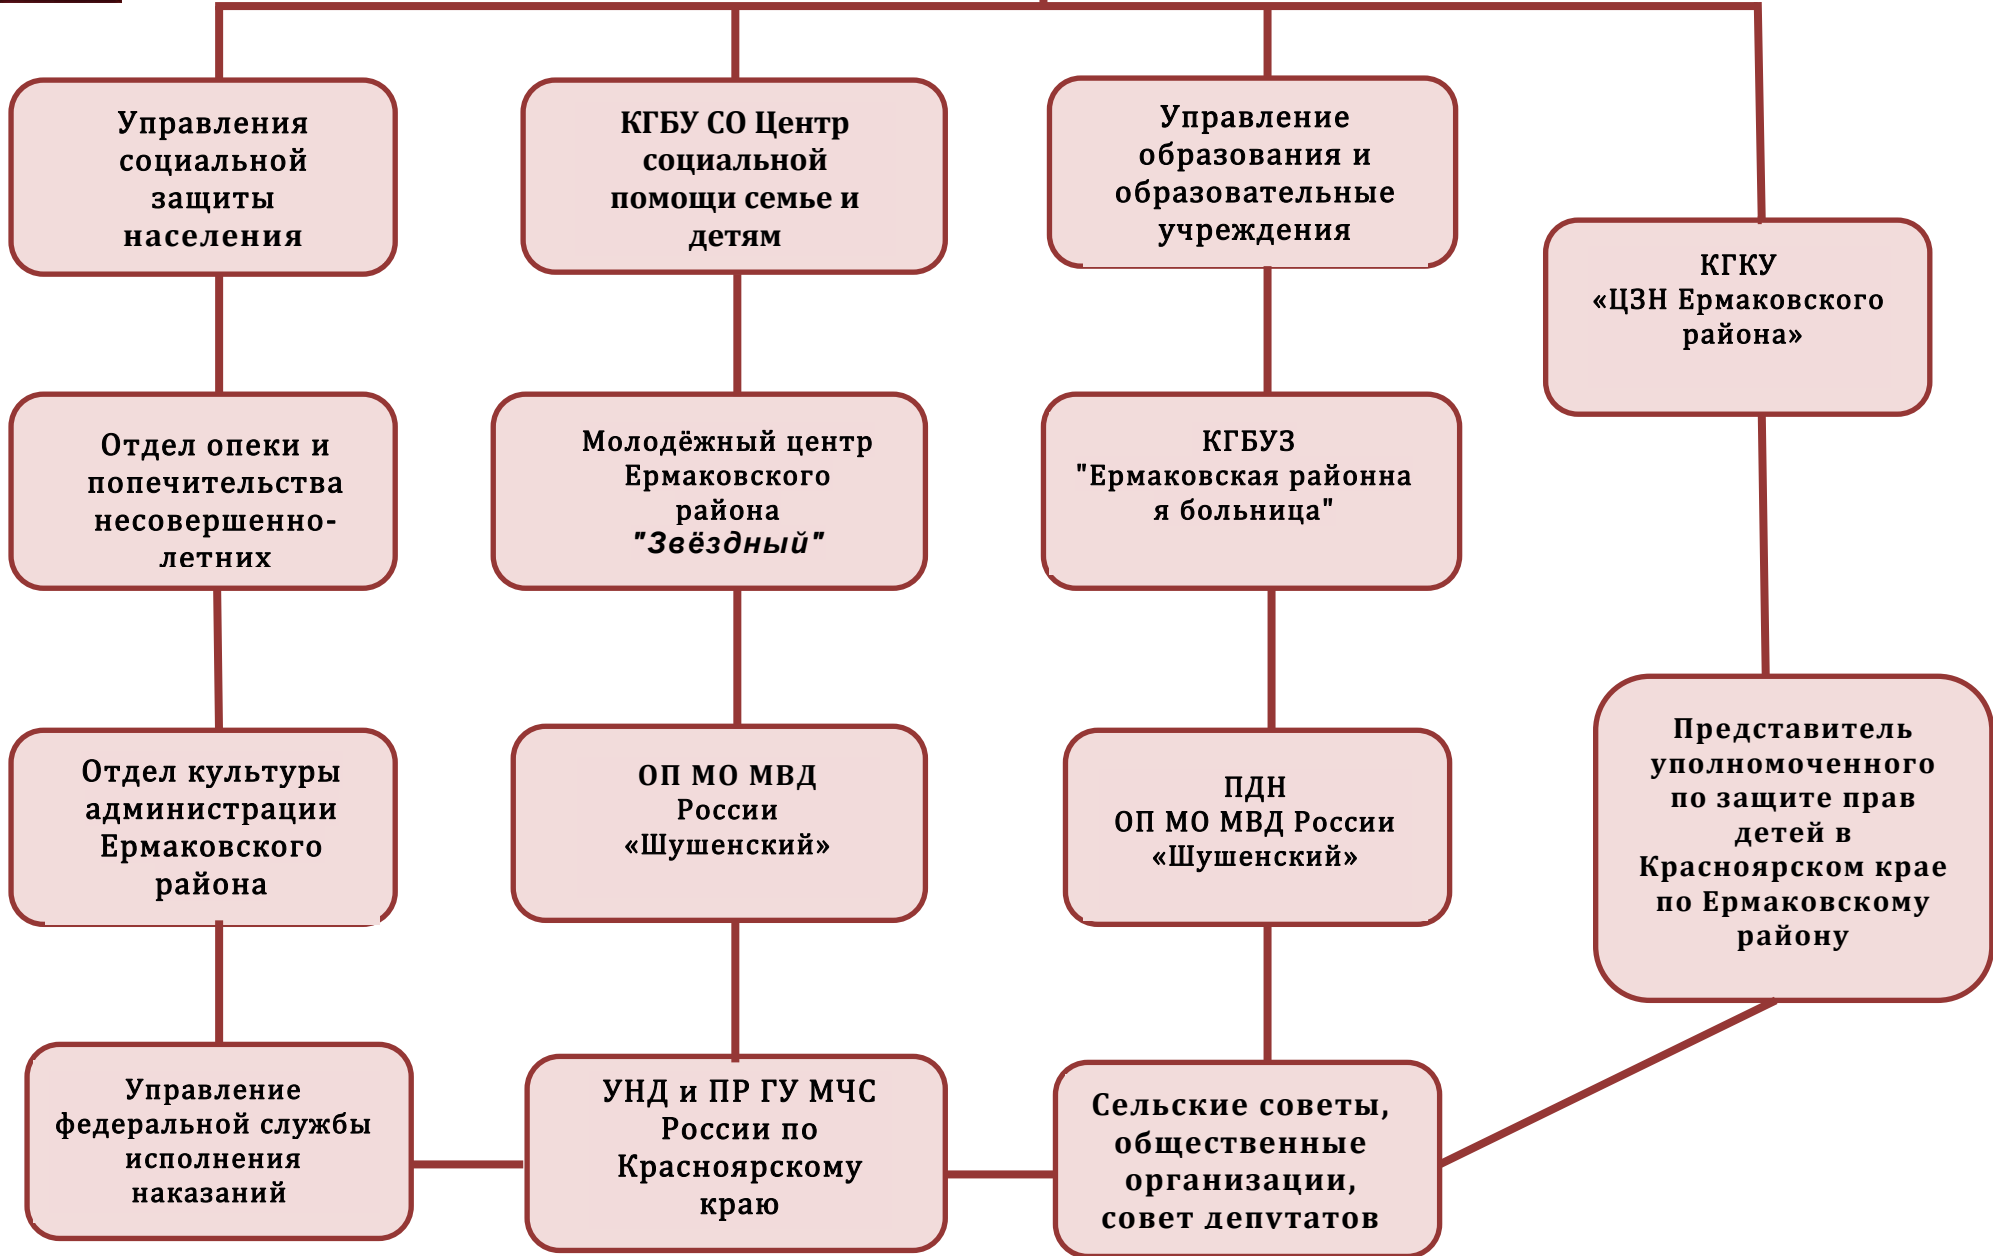 Управления
социальной
защиты
населения
КГБУ СО Центр
социальной
помощи семье и
детям
Управление
образования и
образовательные
учреждения
КГКУ
«ЦЗН Ермаковского
района»
Отдел опеки и
попечительства
несовершенно-
летних
Молодёжный центр
Ермаковского
района
"Звёздный"
КГБУЗ
"Ермаковская районна
я больница"
Отдел культуры
администрации
Ермаковского
района
ОП МО МВД
России
«Шушенский»
ПДН
ОП МО МВД России
«Шушенский»
Представитель
уполномоченного
по защите прав
детей в
Красноярском крае
по Ермаковскому
району
Управление
федеральной службы
исполнения
наказаний
УНД и ПР ГУ МЧС
России по
Красноярскому
краю
Сельские советы,
общественные
организации,
совет депутатов